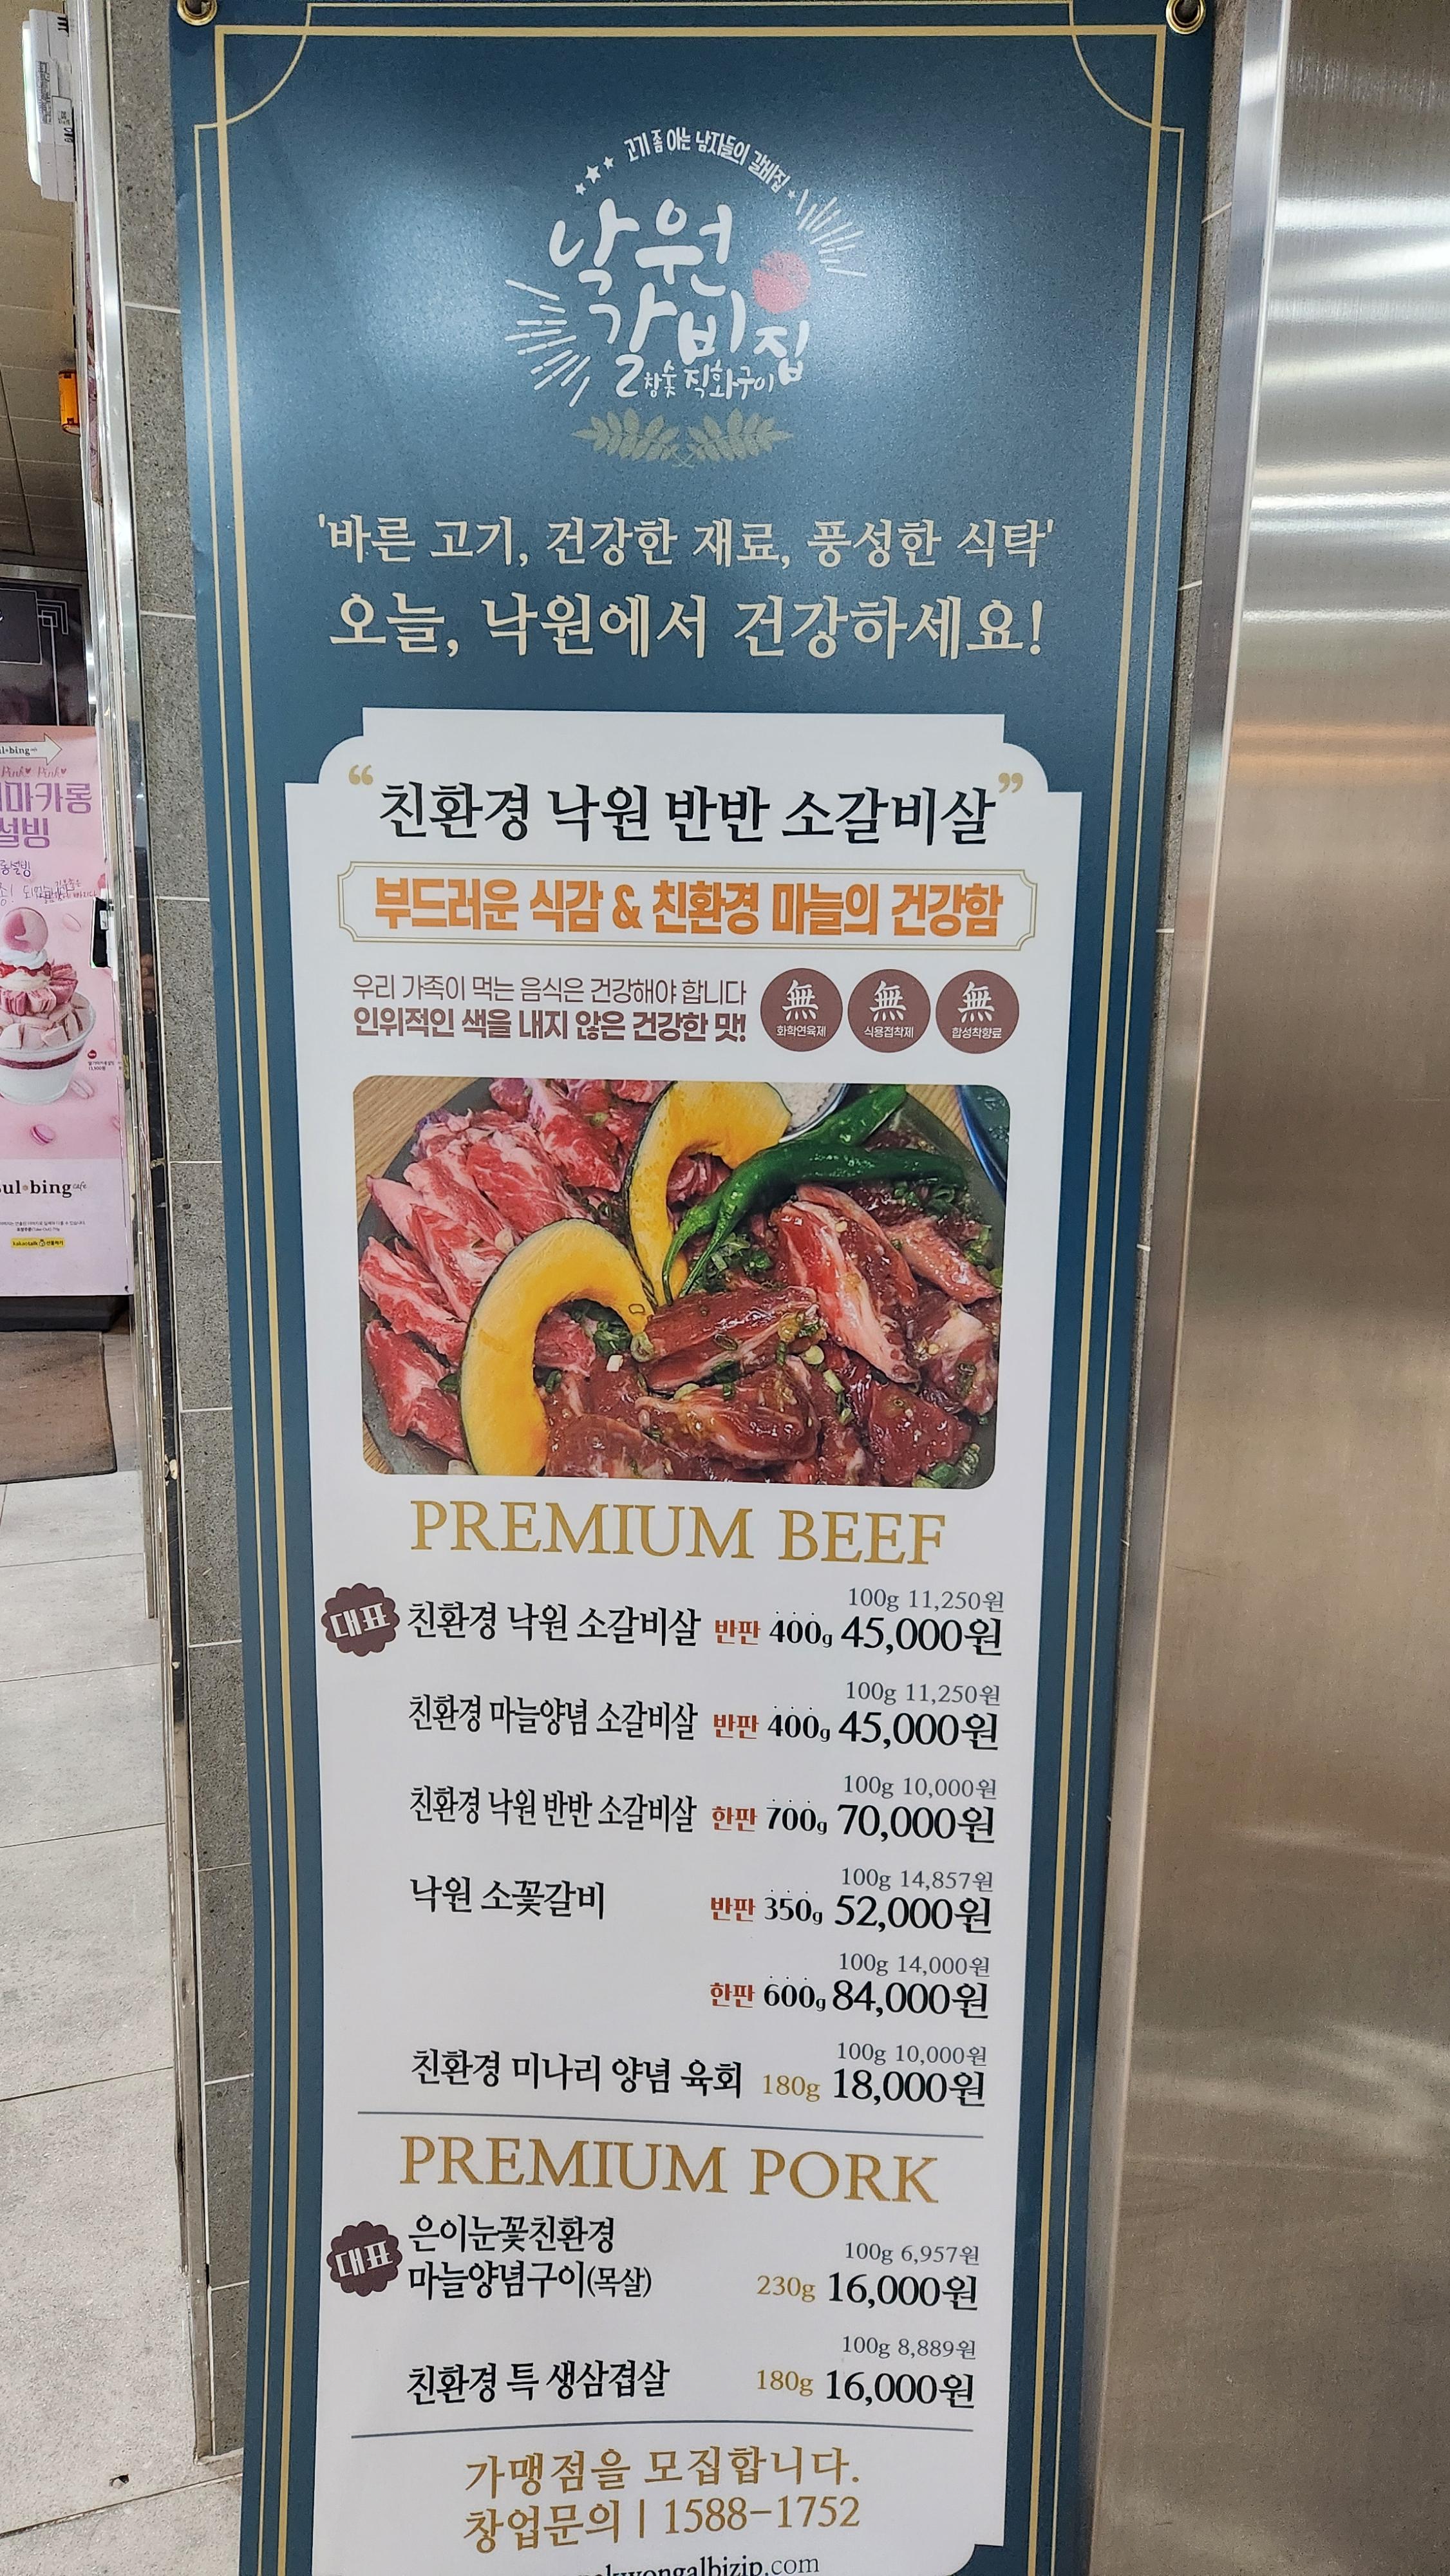 고기 좀 아는 남자들의 갈비집
낙원
갈비집
참숯 직화구이
'바른 고기, 건강한 재료, 풍성한 식탁'
오늘, 낙원에서 건강하세요!
“친환경 낙원 반반 소갈비살”
부드러운 식감 & 친환경 마늘의 건강함
우리 가족이 먹는 음식은 건강해야 합니다
인위적인 색을 내지 않은 건강한 맛!
無 無 無
화학연육제 식용접착제 합성착향료
PREMIUM BEEF
100g 11,250원
대표 친환경 낙원 소갈비살 반판 400g 45,000원
100g 11,250원
친환경 마늘양념 소갈비살 반판 400g 45,000원
100g 10,000원
친환경 낙원 반반 소갈비살 한판 700g 70,000원
100g 14,857원
낙원 소꽃갈비 반판 350g 52,000원
100g 14,000원
한판 600g 84,000원
100g 10,000원
친환경 미나리 양념 육회 180g 18,000원
PREMIUM PORK
대표 은이눈꽃친환경
100g 6,957원
마늘양념구이(목살) 230g 16,000원
100g 8,889원
친환경 특 생삼겹살 180g 16,000원
가맹점을 모집합니다.
창업문의 | 1588-1752
akwongalbizip.com
ul·bing
Pink Pink
마카롱
설빙
ul·bing cafe